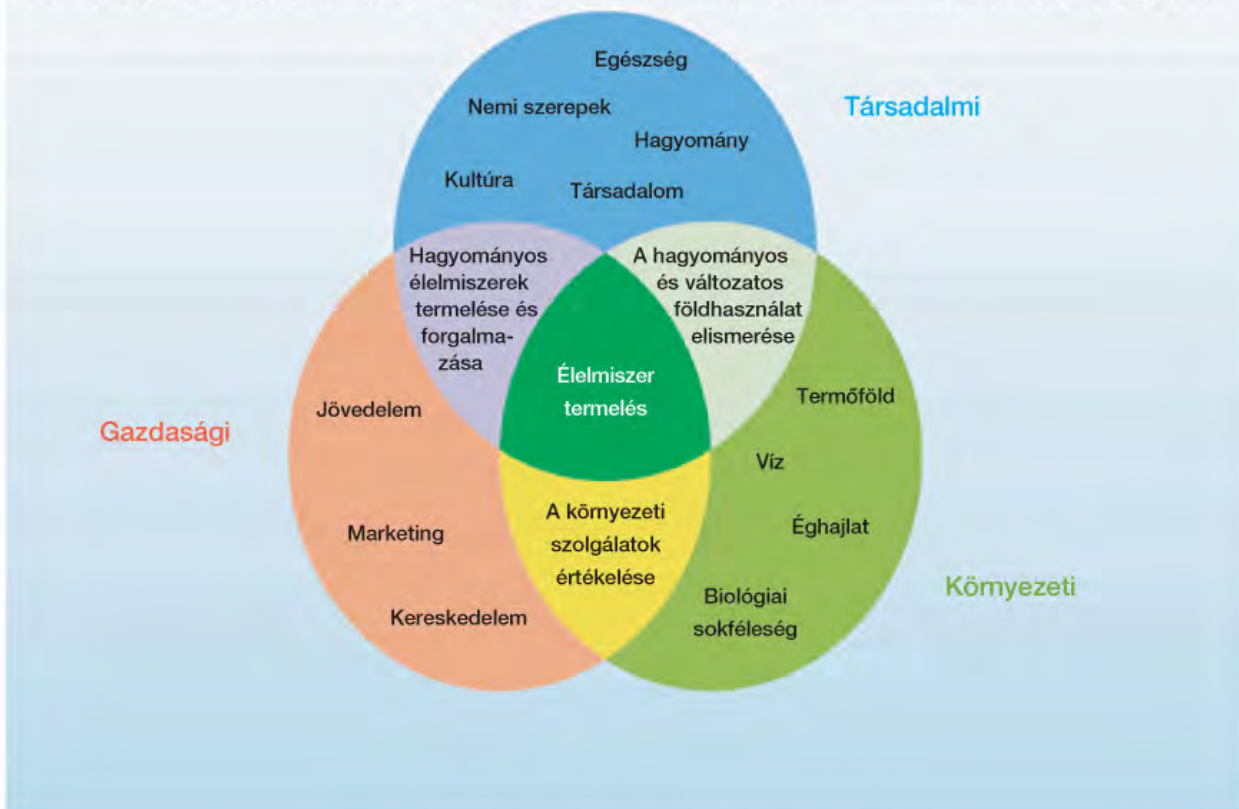 Egészség
Társadalmi
Nemi szerepek
Hagyomány
Kultúra
Társadalom
Hagyományos
élelmiszerek
termelése és
forgalma-
zása
A hagyományos
és változatos
földhasználat
elismerése
Élelmiszer
termelés
Gazdasági
Jövedelem
Marketing
Kereskedelem
A környezeti
szolgálatok
értékelése
Termőföld
Víz
Éghajlat
Biológiai
sokféleség
Környezeti